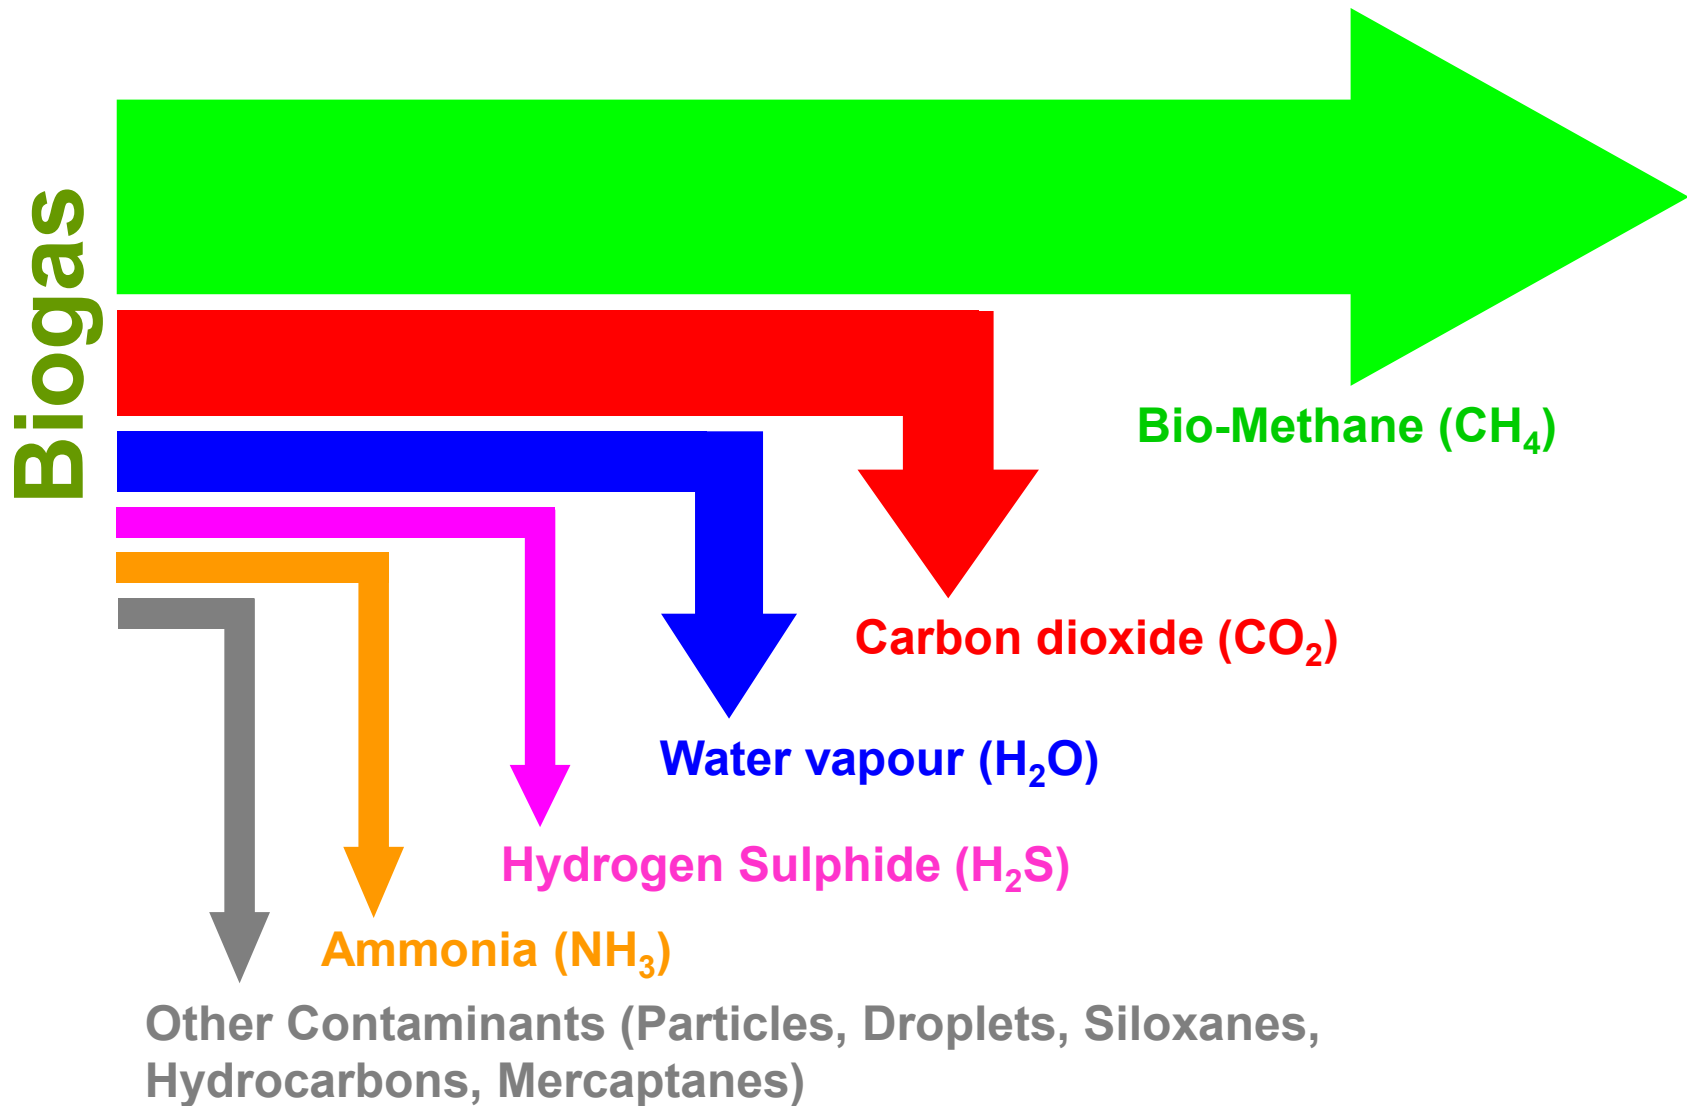 Biogas
Bio-Methane (CH₄)
Carbon dioxide (CO₂)
Water vapour (H₂O)
Hydrogen Sulphide (H₂S)
Ammonia (NH₃)
Other Contaminants (Particles, Droplets, Siloxanes,
Hydrocarbons, Mercaptanes)